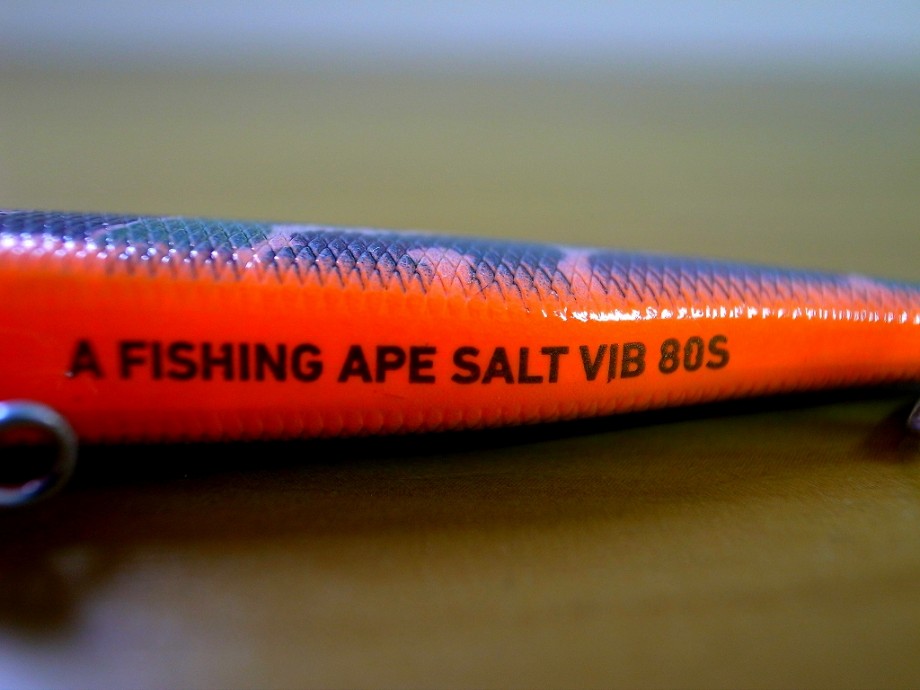 A FISHING APE SALT VIB 80S